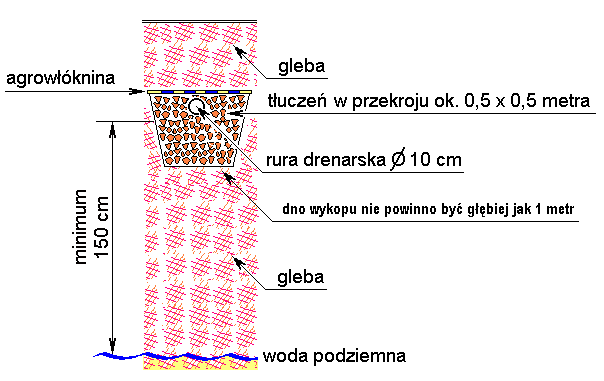 gleba
agrowłóknina
tłuczeń w przekroju ok. 0,5 x 0,5 metra
rura drenarska Ø 10 cm
dno wykopu nie powinno być głębiej jak 1 metr
minimum
150 cm
gleba
woda podziemna